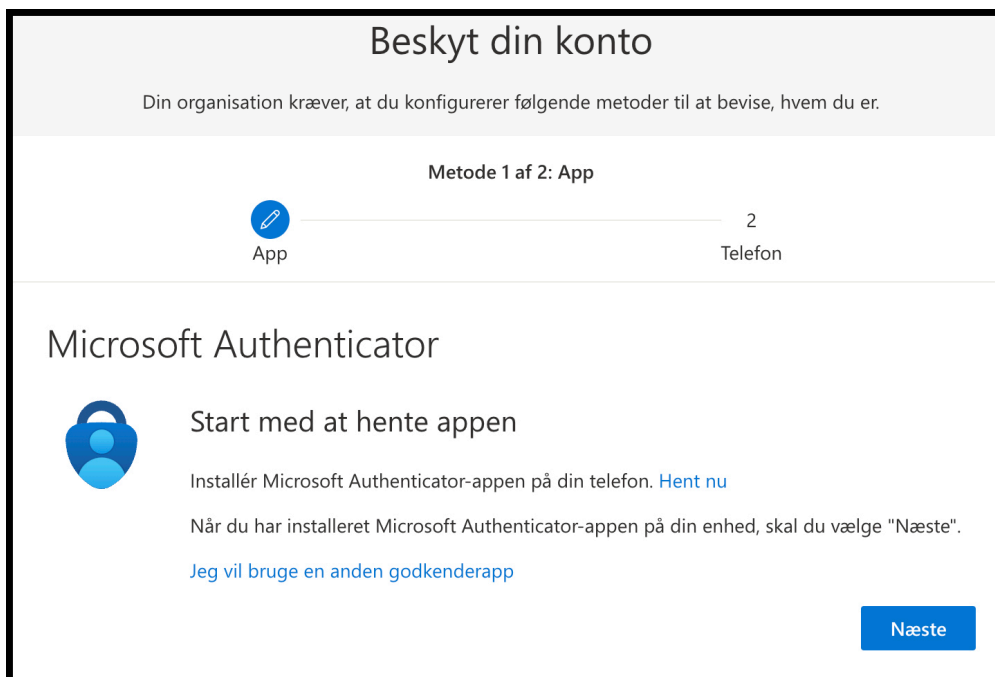 Beskyt din konto
Din organisation kræver, at du konfigurerer følgende metoder til at bevise, hvem du er.
Metode 1 af 2: App
App
2
Telefon
Microsoft Authenticator
Start med at hente appen
Installér Microsoft Authenticator-appen på din telefon. Hent nu
Når du har installeret Microsoft Authenticator-appen på din enhed, skal du vælge "Næste".
Jeg vil bruge en anden godkenderapp
Næste